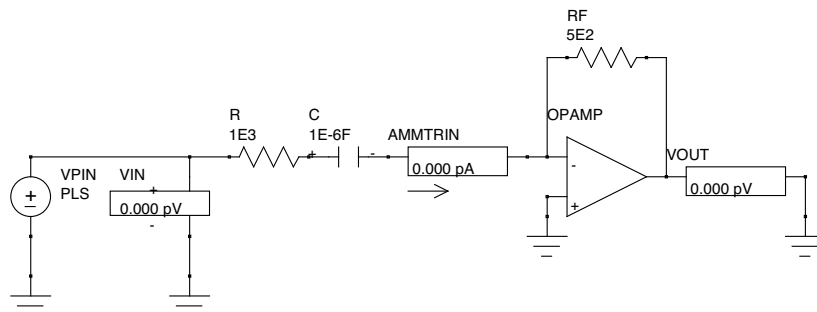 RF
5E2
R
1E3
C
1E-6F
+
-
AMMTRIN
0.000 pA
OPAMP
-
+
VOUT
0.000 pV
VPIN
PLS
+
VIN
+
0.000 pV
-